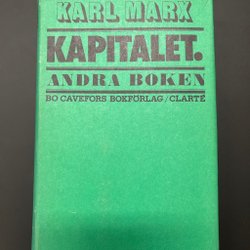 KARL MARX
KAPITALET.
ANDRA BOKEN
BO CAVEFORS BOKFÖRLAG/CLARTÉ